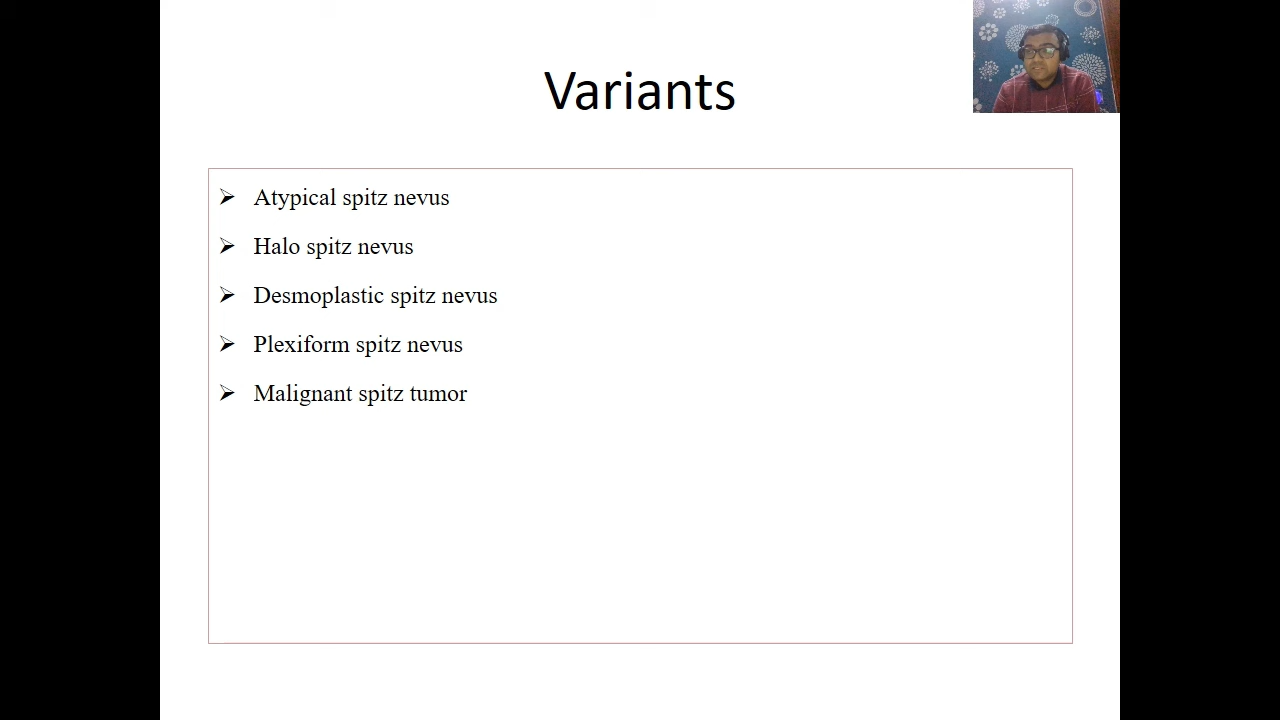 Variants
Atypical spitz nevus
Halo spitz nevus
Desmoplastic spitz nevus
Plexiform spitz nevus
Malignant spitz tumor